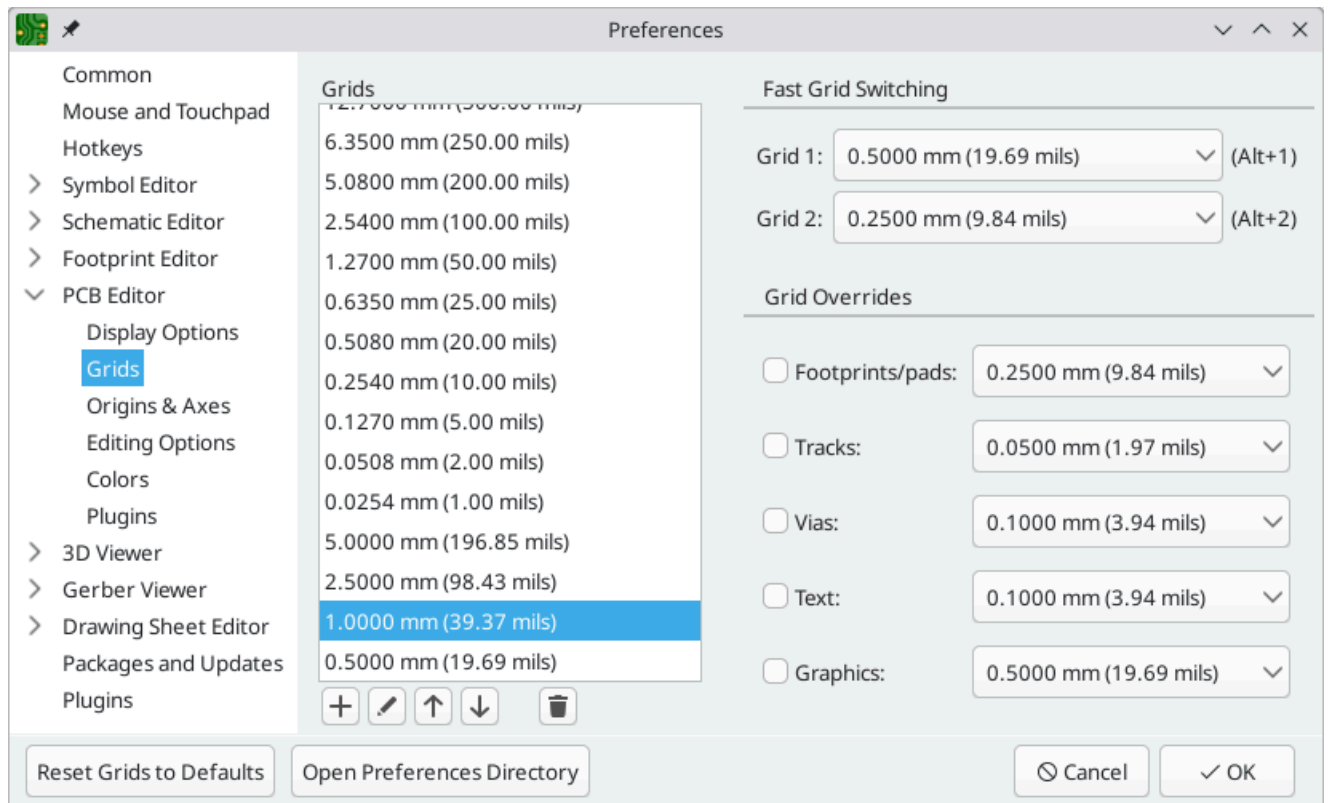 Preferences
Common
Mouse and Touchpad
Hotkeys
Symbol Editor
Schematic Editor
Footprint Editor
PCB Editor
Display Options
Grids
Origins & Axes
Editing Options
Colors
Plugins
3D Viewer
Gerber Viewer
Drawing Sheet Editor
Packages and Updates
Plugins
Grids
12.7000 mm (500.00 mils)
6.3500 mm (250.00 mils)
5.0800 mm (200.00 mils)
2.5400 mm (100.00 mils)
1.2700 mm (50.00 mils)
0.6350 mm (25.00 mils)
0.5080 mm (20.00 mils)
0.2540 mm (10.00 mils)
0.1270 mm (5.00 mils)
0.0508 mm (2.00 mils)
0.0254 mm (1.00 mils)
5.0000 mm (196.85 mils)
2.5000 mm (98.43 mils)
1.0000 mm (39.37 mils)
0.5000 mm (19.69 mils)
Fast Grid Switching
Grid 1: 0.5000 mm (19.69 mils) (Alt+1)
Grid 2: 0.2500 mm (9.84 mils) (Alt+2)
Grid Overrides
Footprints/pads: 0.2500 mm (9.84 mils)
Tracks: 0.0500 mm (1.97 mils)
Vias: 0.1000 mm (3.94 mils)
Text: 0.1000 mm (3.94 mils)
Graphics: 0.5000 mm (19.69 mils)
Reset Grids to Defaults
Open Preferences Directory
Cancel
OK